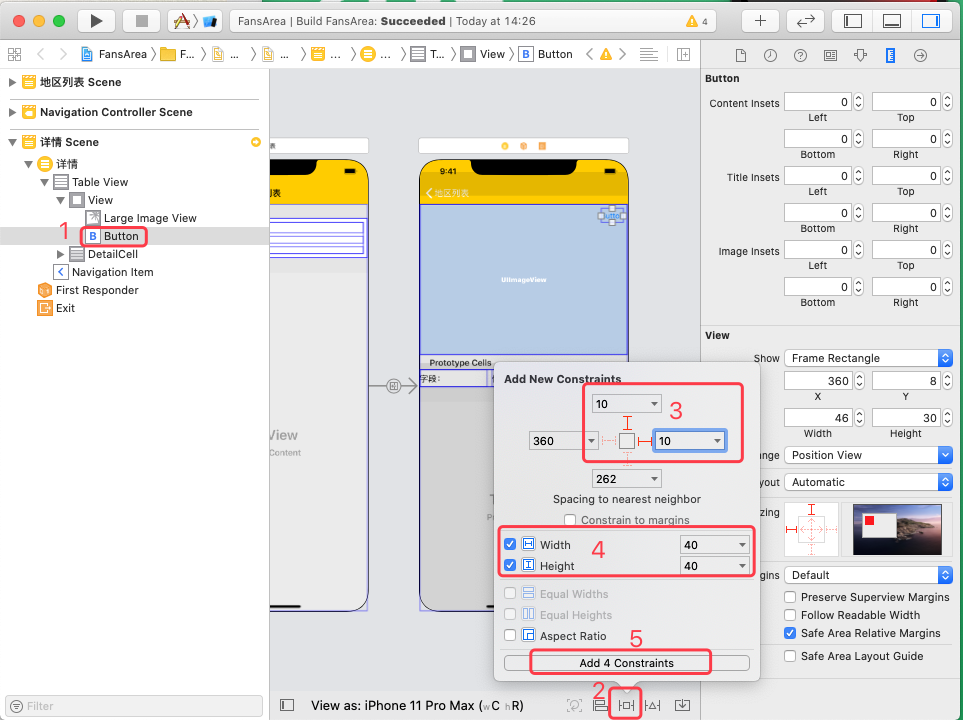 FansArea | Build FansArea: Succeeded | Today at 14:26
4
FansArea
F...
...
...
...
...
T...
View
B
Button
地区列表 Scene
Navigation Controller Scene
详情 Scene
详情
Table View
View
Large Image View
1
B
Button
DetailCell
Navigation Item
First Responder
Exit
Filter
表
列表
View
Content
9:41
地区列表
Button
UIImageView
Prototype Cells
字段:
Add New Constraints
10
3
360
10
262
Spacing to nearest neighbor
Constrain to margins
Width
40
4
Height
40
Equal Widths
Equal Heights
Aspect Ratio
5
Add 4 Constraints
2
View as: iPhone 11 Pro Max (wC hR)
Button
Content Insets
0
0
Left
Top
0
0
Bottom
Right
Title Insets
0
0
Left
Top
0
0
Bottom
Right
Image Insets
0
0
Left
Top
0
0
Bottom
Right
View
Show
Frame Rectangle
360
8
X
Y
46
30
Width
Height
nge
Position View
yout
Automatic
zing
gins
Default
Preserve Superview Margins
Follow Readable Width
Safe Area Relative Margins
Safe Area Layout Guide